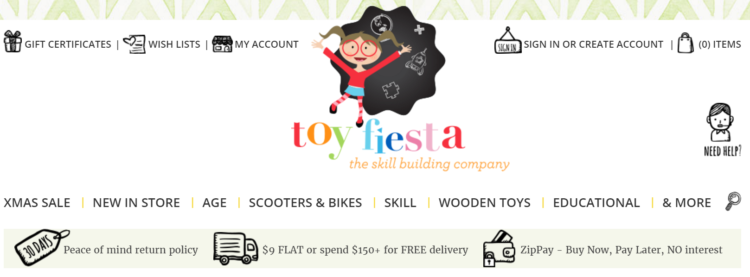 GIFT CERTIFICATES | WISH LISTS | MY ACCOUNT
SIGN IN SIGN IN OR CREATE ACCOUNT | (0) ITEMS
toy fiesta
the skill building company
NEED HELP?
XMAS SALE | NEW IN STORE | AGE | SCOOTERS & BIKES | SKILL | WOODEN TOYS | EDUCATIONAL | & MORE
30 DAYS Peace of mind return policy $9 FLAT or spend $150+ for FREE delivery ZipPay - Buy Now, Pay Later, NO interest